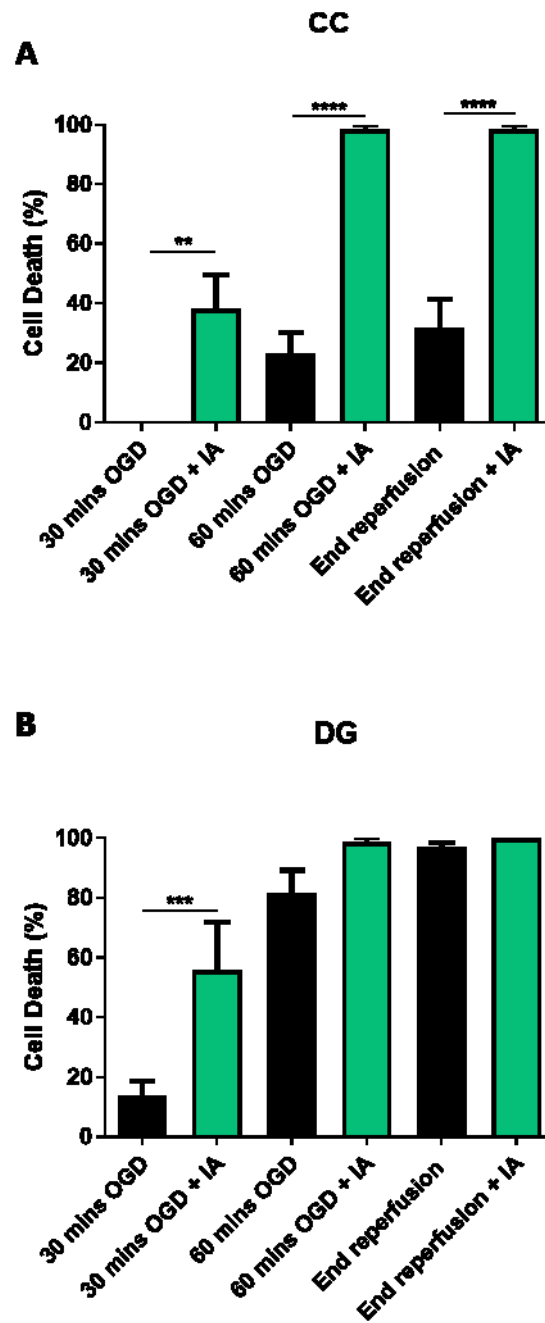 CC
A
**** ****
100
80
**
60
40
20
0
Cell Death (%)
30 mins OGD
30 mins OGD + IA
60 mins OGD
60 mins OGD + IA
End reperfusion
End reperfusion + IA
B
DG
100
80
***
60
40
20
0
Cell Death (%)
30 mins OGD
30 mins OGD + IA
60 mins OGD
60 mins OGD + IA
End reperfusion
End reperfusion + IA